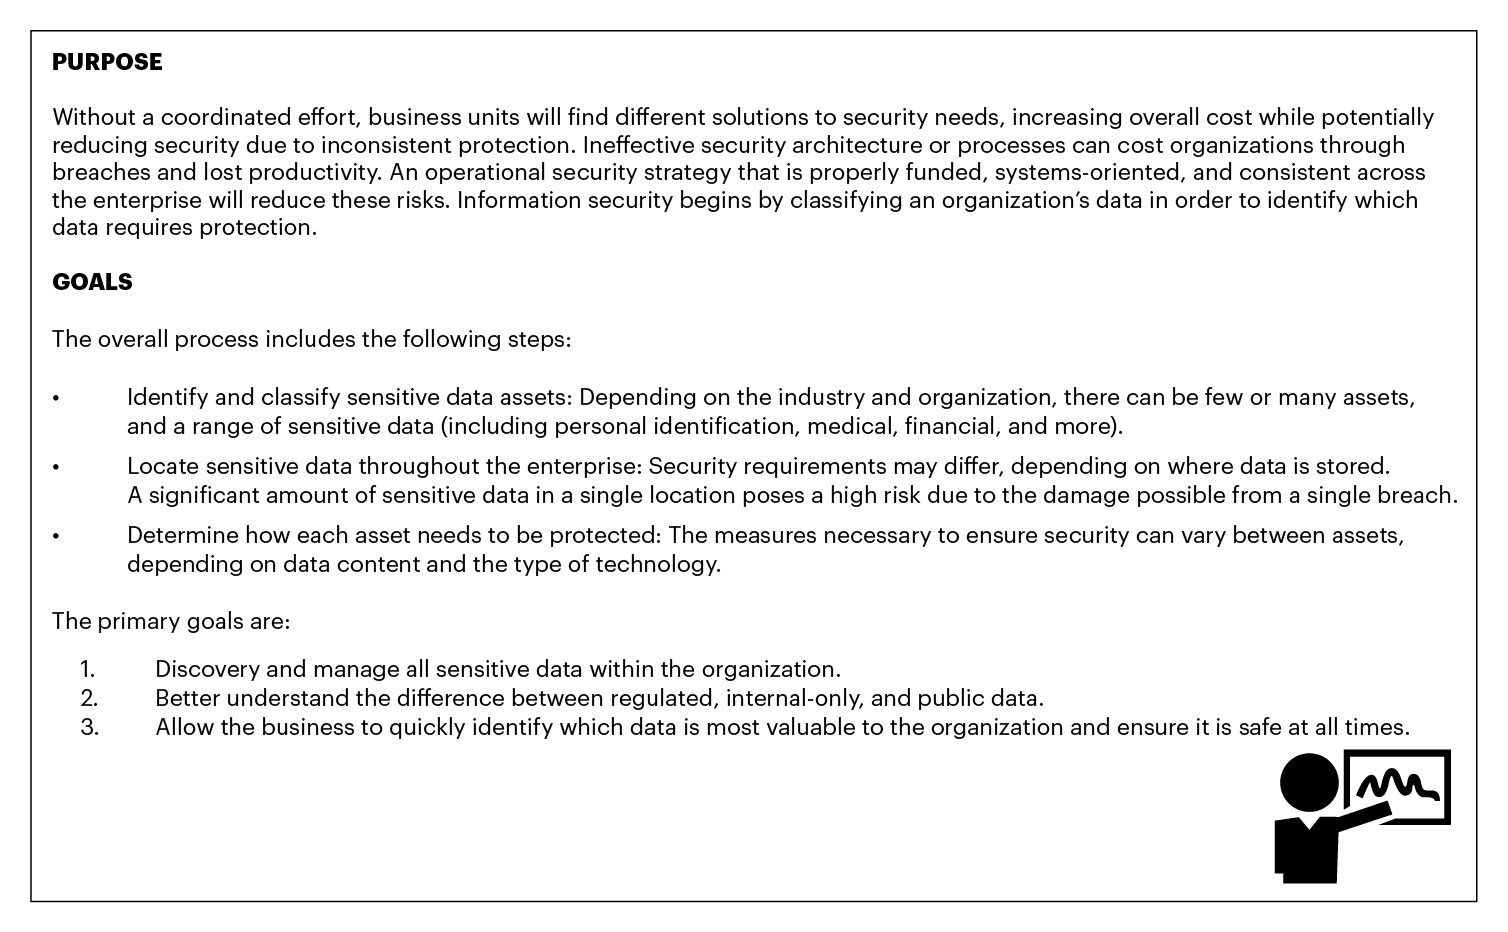 PURPOSE
Without a coordinated effort, business units will find different solutions to security needs, increasing overall cost while potentially
reducing security due to inconsistent protection. Ineffective security architecture or processes can cost organizations through
breaches and lost productivity. An operational security strategy that is properly funded, systems-oriented, and consistent across
the enterprise will reduce these risks. Information security begins by classifying an organization’s data in order to identify which
data requires protection.
GOALS
The overall process includes the following steps:
• Identify and classify sensitive data assets: Depending on the industry and organization, there can be few or many assets,
and a range of sensitive data (including personal identification, medical, financial, and more).
• Locate sensitive data throughout the enterprise: Security requirements may differ, depending on where data is stored.
A significant amount of sensitive data in a single location poses a high risk due to the damage possible from a single breach.
• Determine how each asset needs to be protected: The measures necessary to ensure security can vary between assets,
depending on data content and the type of technology.
The primary goals are:
1. Discovery and manage all sensitive data within the organization.
2. Better understand the difference between regulated, internal-only, and public data.
3. Allow the business to quickly identify which data is most valuable to the organization and ensure it is safe at all times.